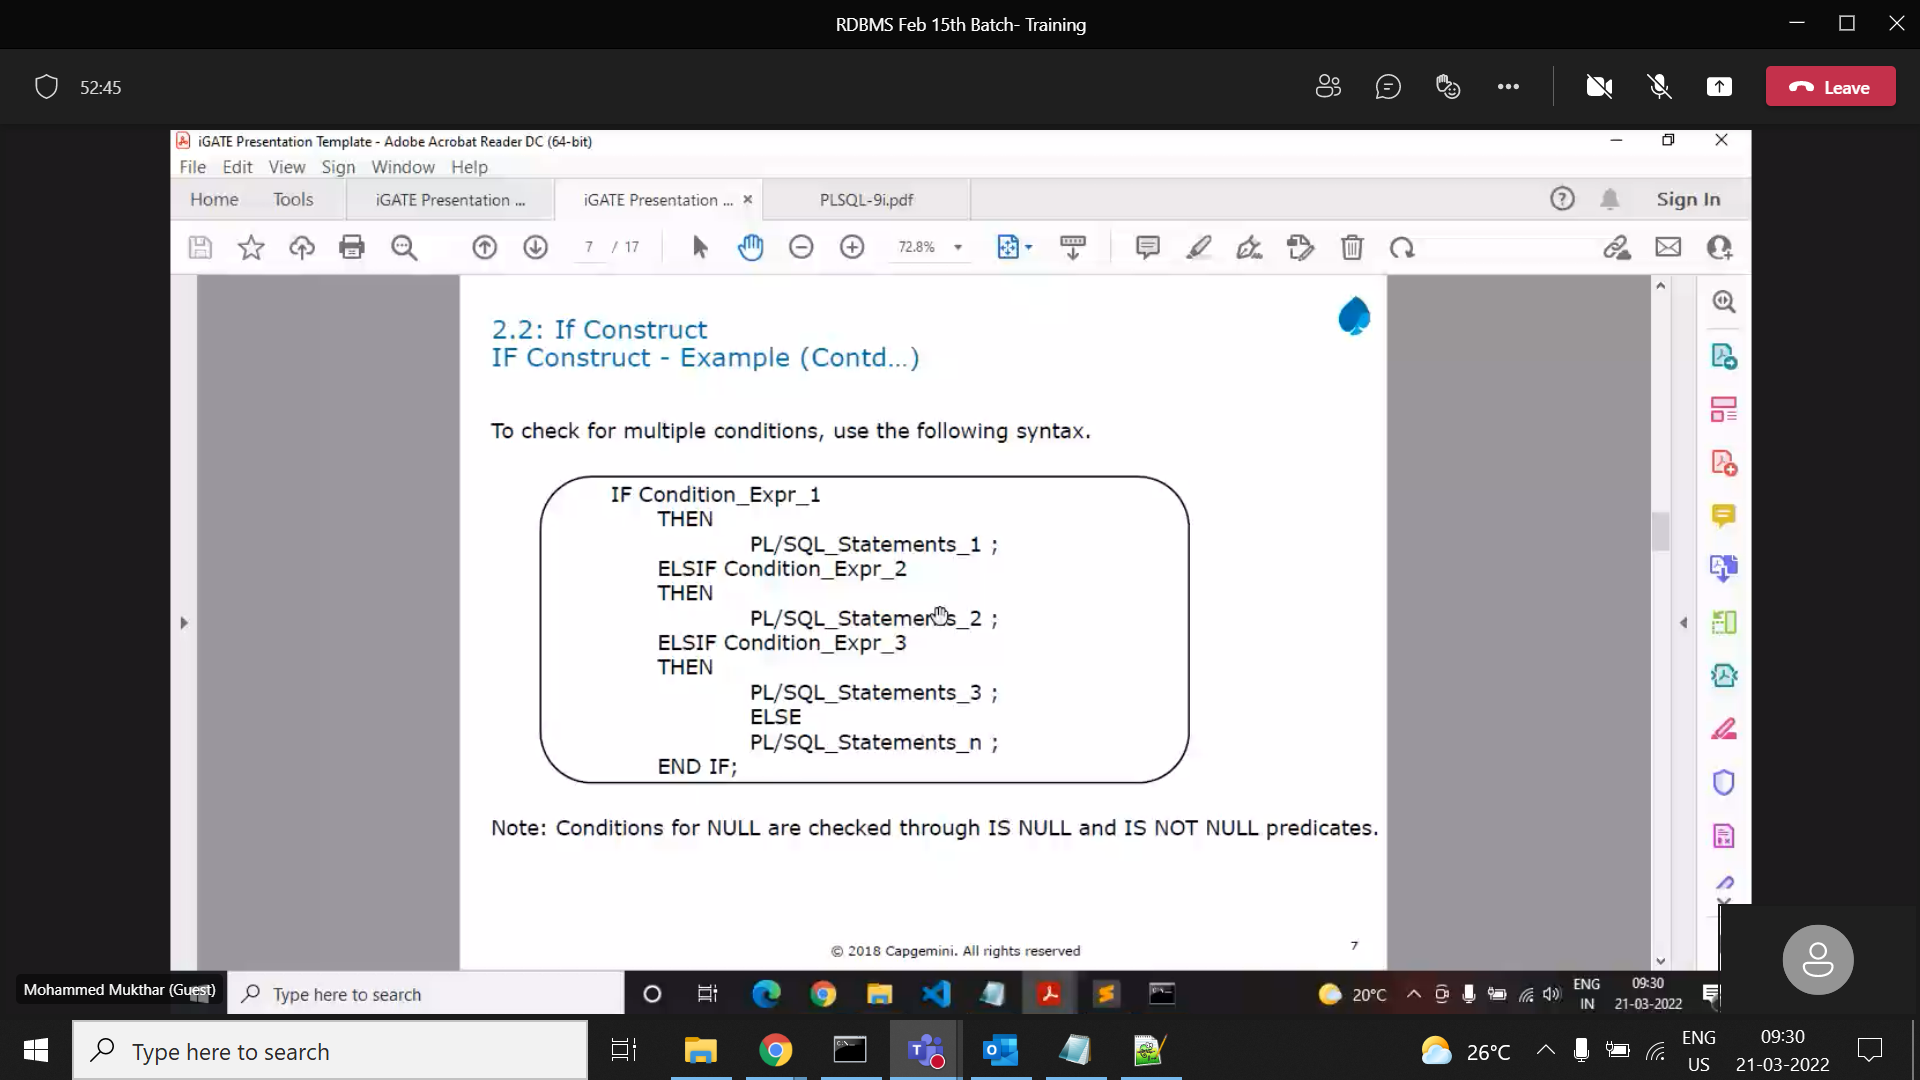 RDBMS Feb 15th Batch- Training
52:45
Leave
iGATE Presentation Template - Adobe Acrobat Reader DC (64-bit)
File Edit View Sign Window Help
Home Tools iGATE Presentation ... iGATE Presentation ... × PLSQL-9i.pdf Sign In
7 / 17 72.8%
2.2: If Construct
IF Construct - Example (Contd...)
To check for multiple conditions, use the following syntax.
IF Condition_Expr_1
THEN
PL/SQL_Statements_1 ;
ELSIF Condition_Expr_2
THEN
PL/SQL_Statements_2 ;
ELSIF Condition_Expr_3
THEN
PL/SQL_Statements_3 ;
ELSE
PL/SQL_Statements_n ;
END IF;
Note: Conditions for NULL are checked through IS NULL and IS NOT NULL predicates.
© 2018 Capgemini. All rights reserved
7
Mohammed Mukthar (Guest)
Type here to search
20°C
ENG
IN
09:30
21-03-2022
Type here to search
26°C
ENG
US
09:30
21-03-2022